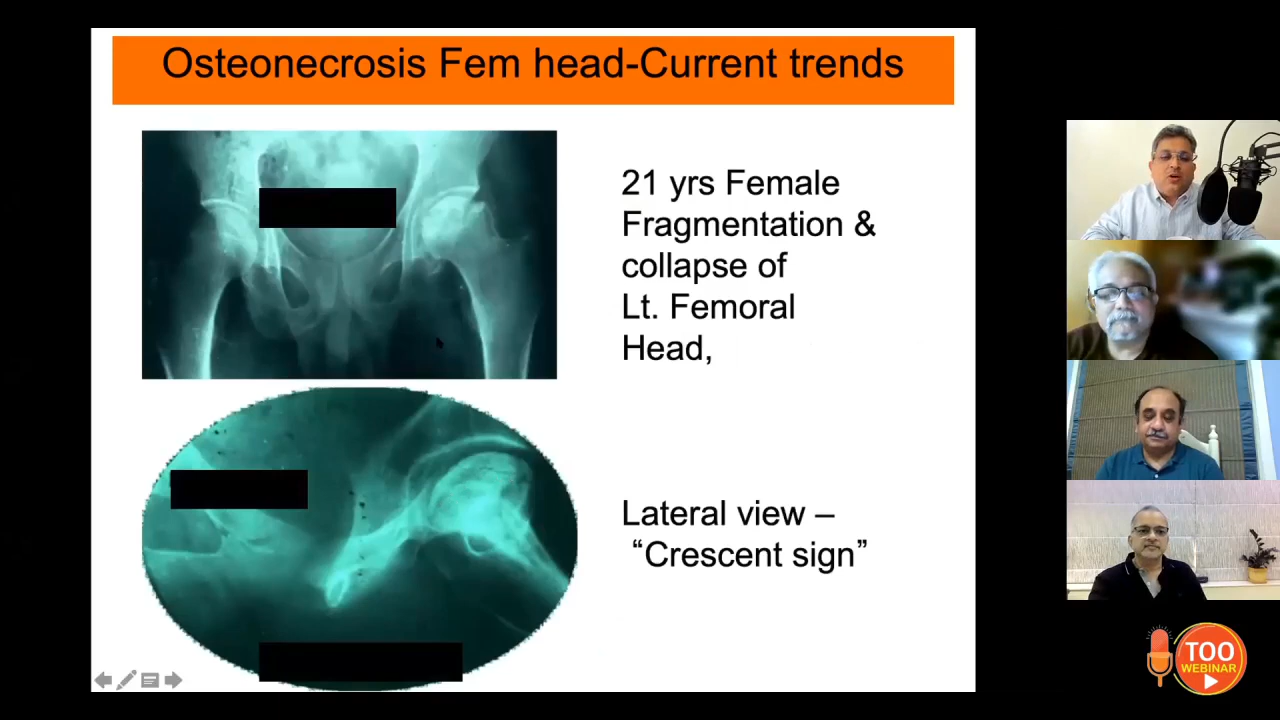 Osteonecrosis Fem head-Current trends
21 yrs Female
Fragmentation &
collapse of
Lt. Femoral
Head,
Lateral view –
“Crescent sign”
TOO
WEBINAR